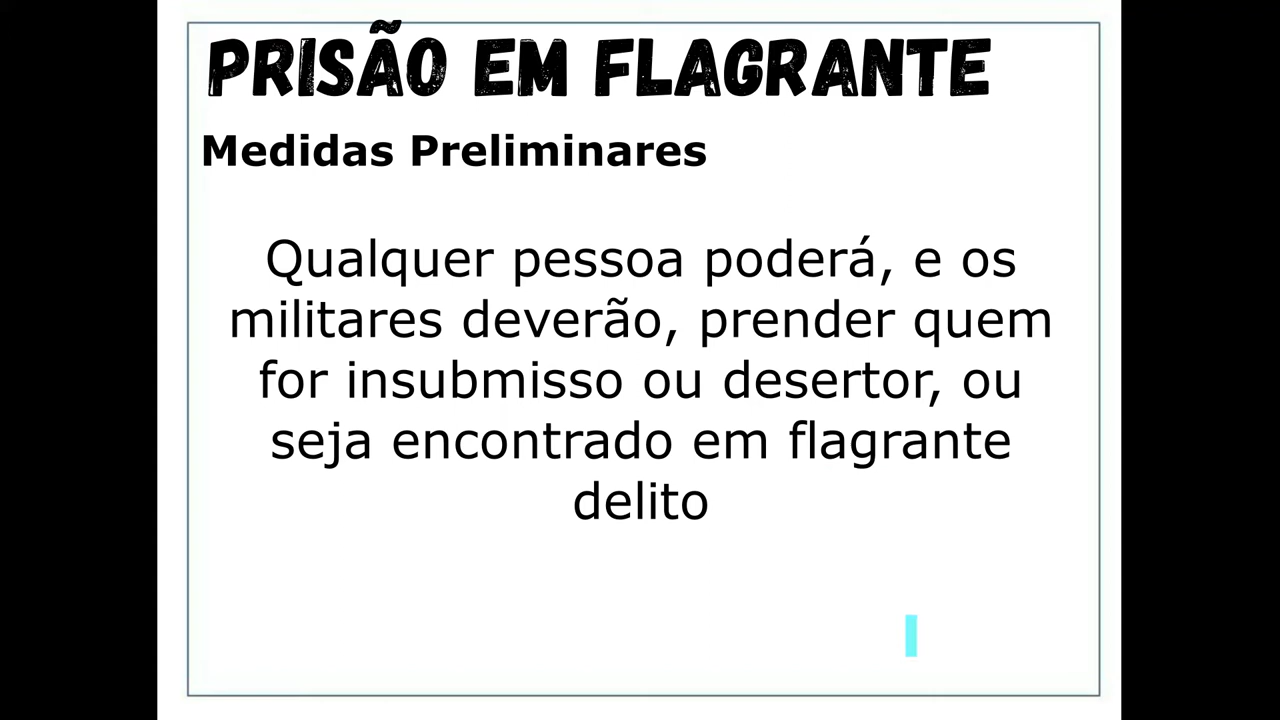 PRISÃO EM FLAGRANTE
Medidas Preliminares
Qualquer pessoa poderá, e os
militares deverão, prender quem
for insubmisso ou desertor, ou
seja encontrado em flagrante
delito